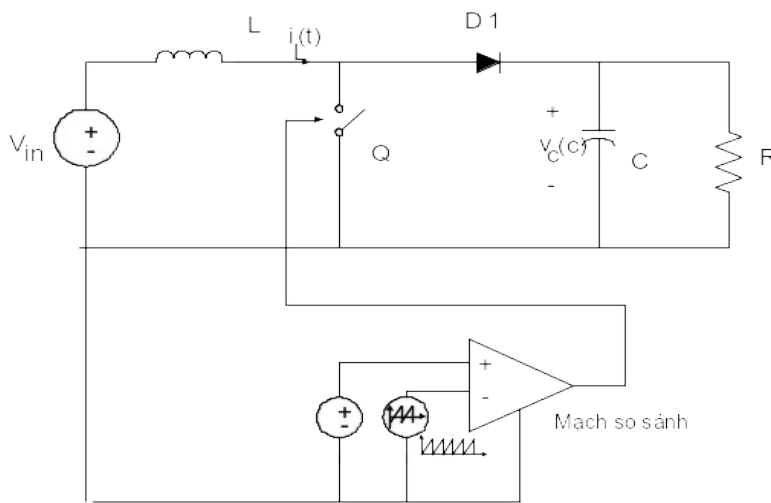 L
i (t)
L
D 1
V in
+
-
Q
+
v c (c)
-
C
R
+
-
+
-
Mạch so sánh